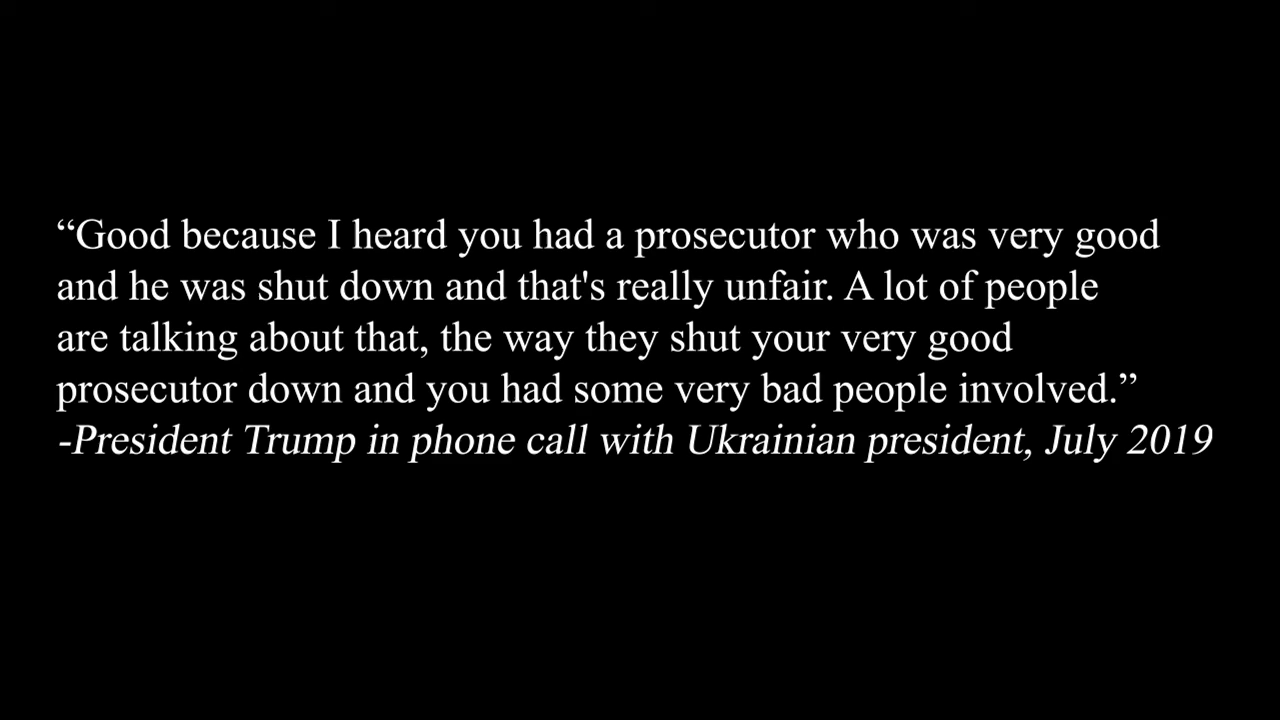 “Good because I heard you had a prosecutor who was very good
and he was shut down and that's really unfair. A lot of people
are talking about that, the way they shut your very good
prosecutor down and you had some very bad people involved.”
-President Trump in phone call with Ukrainian president, July 2019